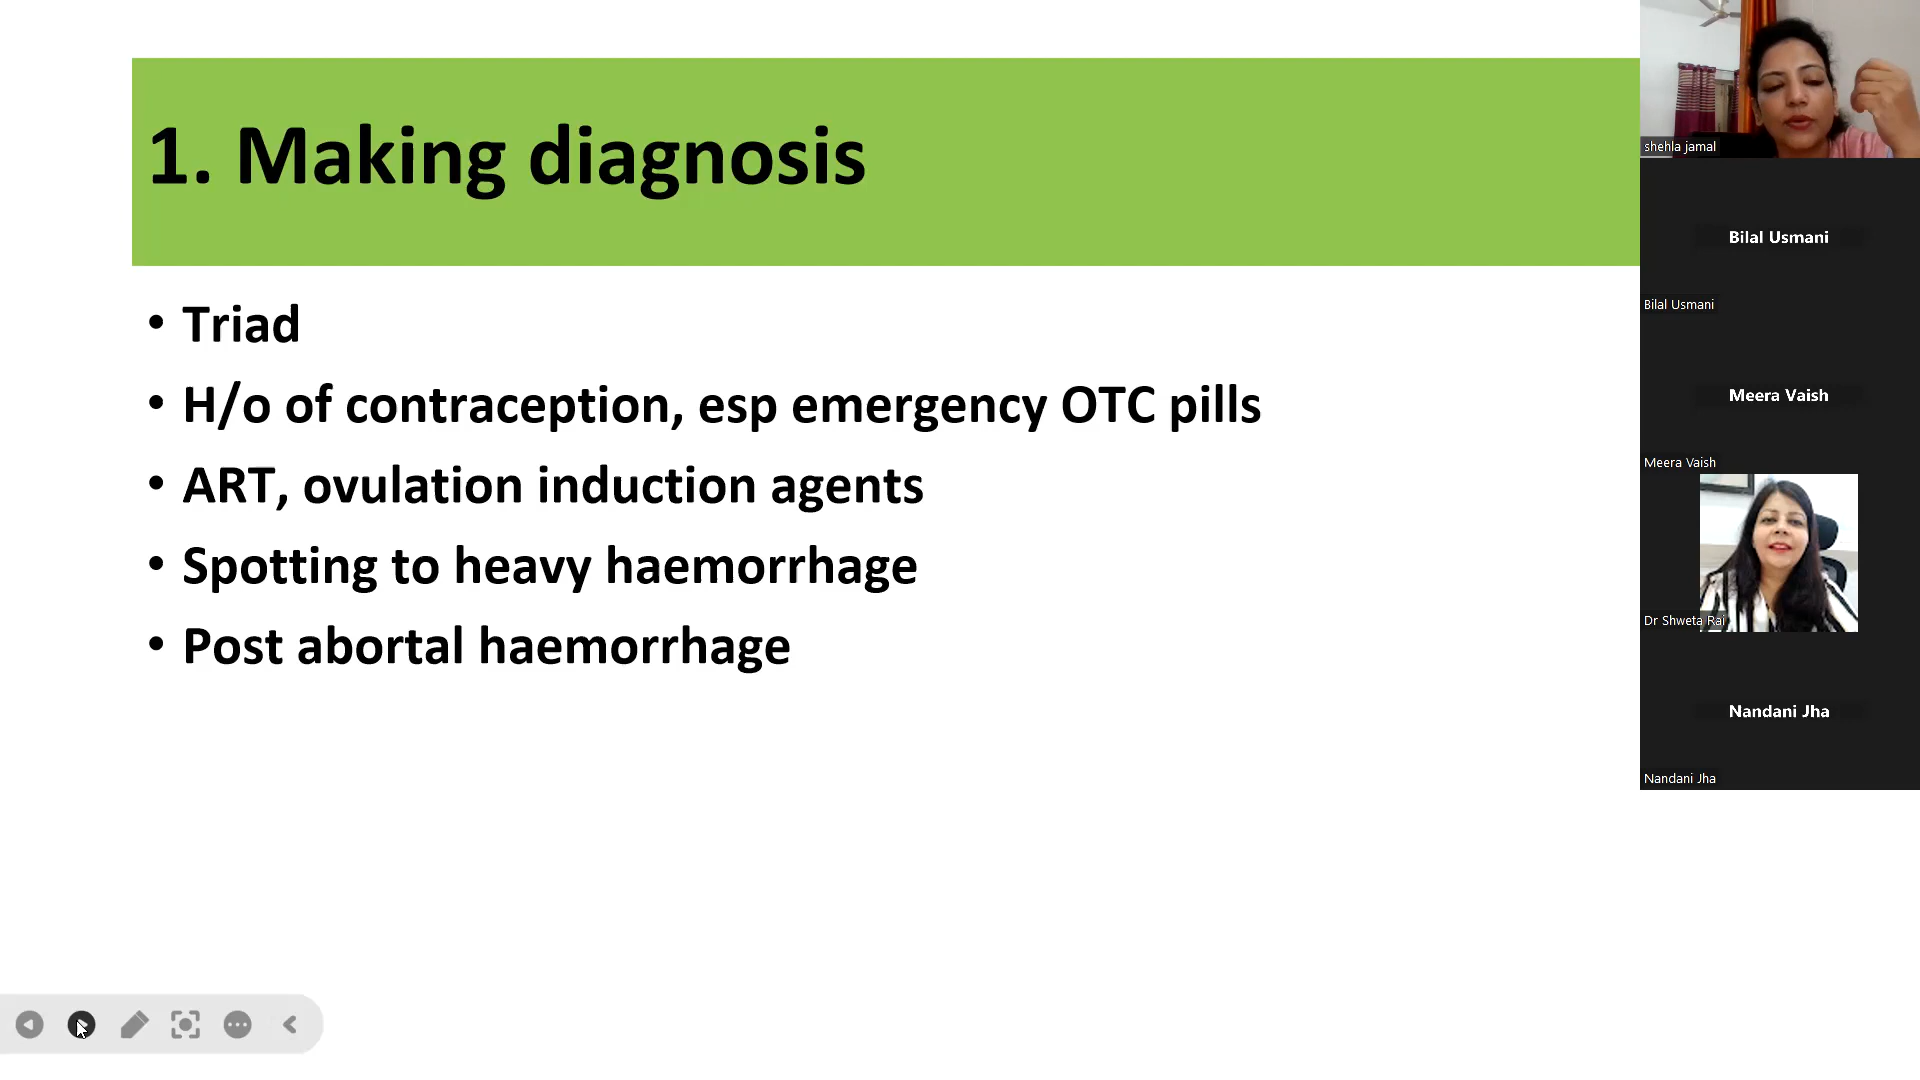 1. Making diagnosis
• Triad
• H/o of contraception, esp emergency OTC pills
• ART, ovulation induction agents
• Spotting to heavy haemorrhage
• Post abortal haemorrhage
shehla jamal
Bilal Usmani
Bilal Usmani
Meera Vaish
Meera Vaish
Dr Shweta Rai
Nandani Jha
Nandani Jha